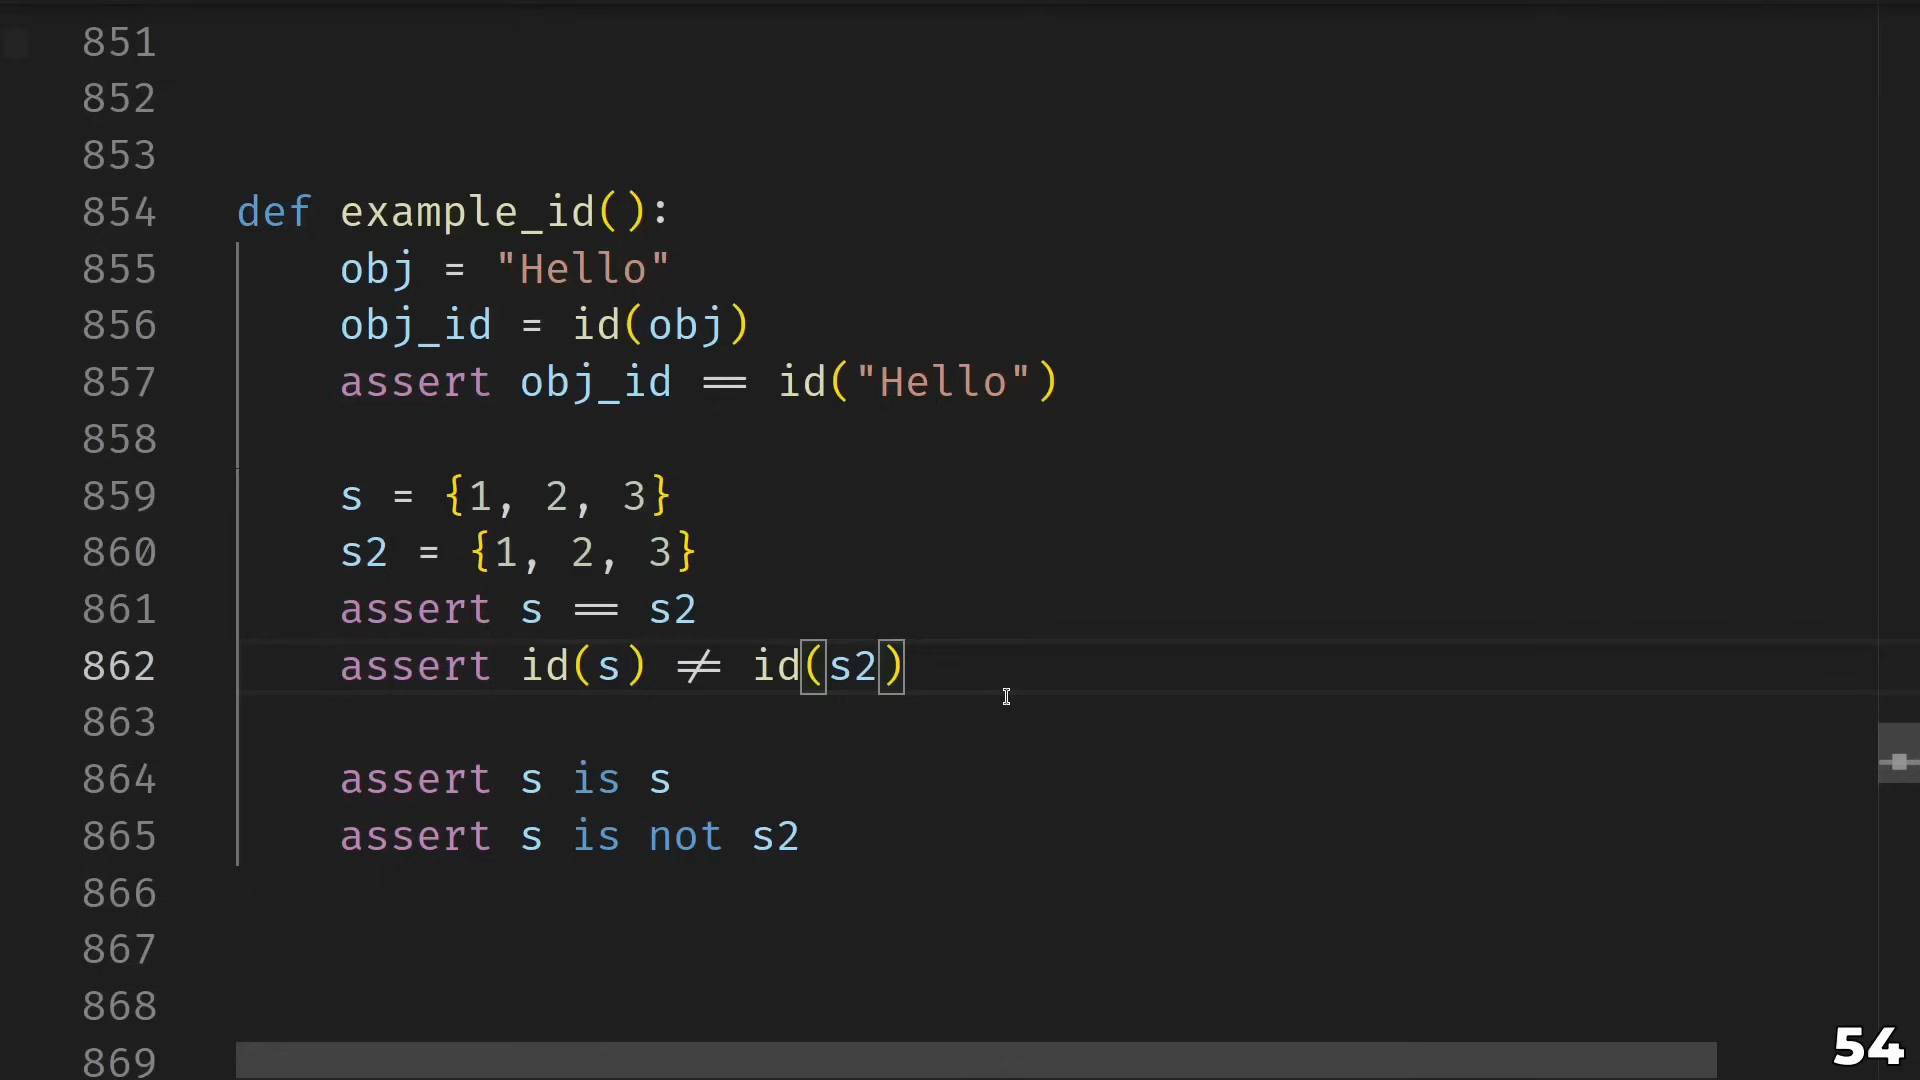 851
852
853
854 def example_id():
855     obj = "Hello"
856     obj_id = id(obj)
857     assert obj_id == id("Hello")
858
859     s = {1, 2, 3}
860     s2 = {1, 2, 3}
861     assert s == s2
862     assert id(s) != id(s2)
863
864     assert s is s
865     assert s is not s2
866
867
868
869
54